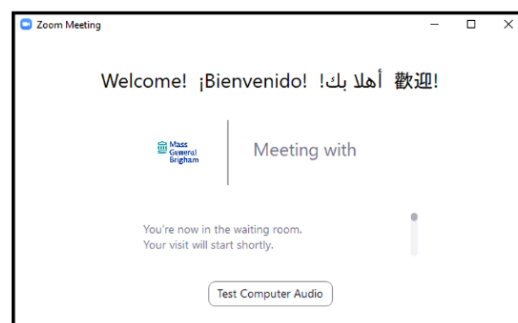 Zoom Meeting
Welcome! ¡Bienvenido! أهلا بك! 歡迎!
Mass
General
Brigham
Meeting with
You're now in the waiting room.
Your visit will start shortly.
Test Computer Audio